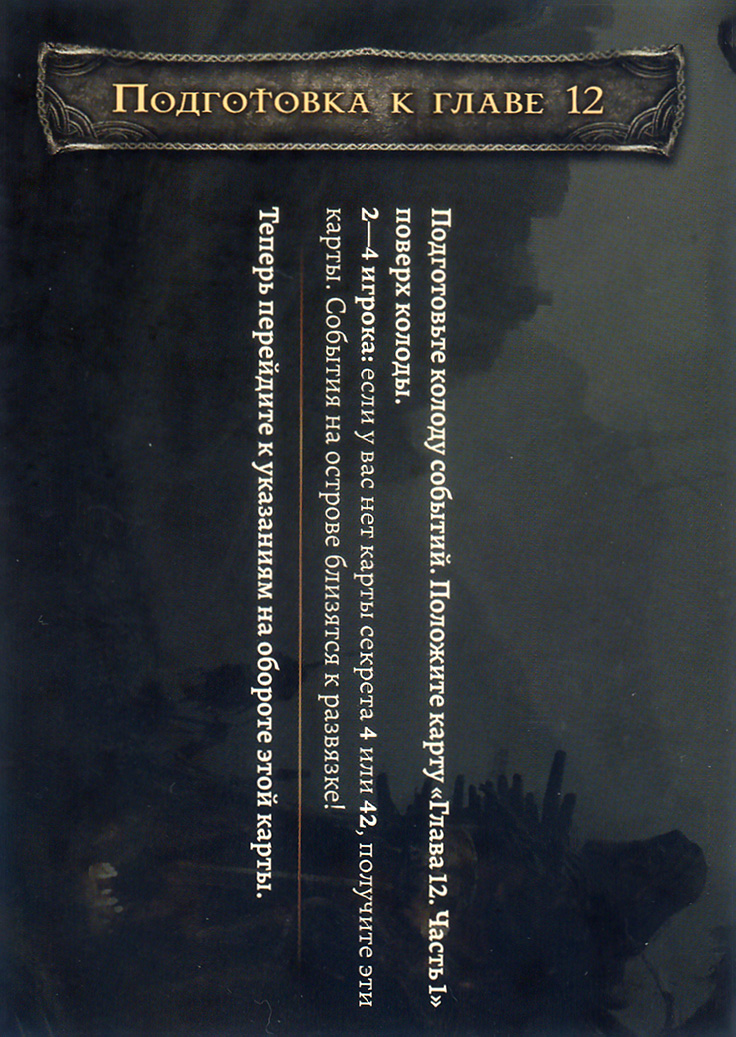 Подготовка к главе 12
Подготовьте колоду событий. Положите карту «Глава 12. Часть I»
поверх колоды.
2—4 игрока: если у вас нет карты секрета 4 или 42, получите эти
карты. События на острове близятся к развязке!
Теперь перейдите к указаниям на обороте этой карты.